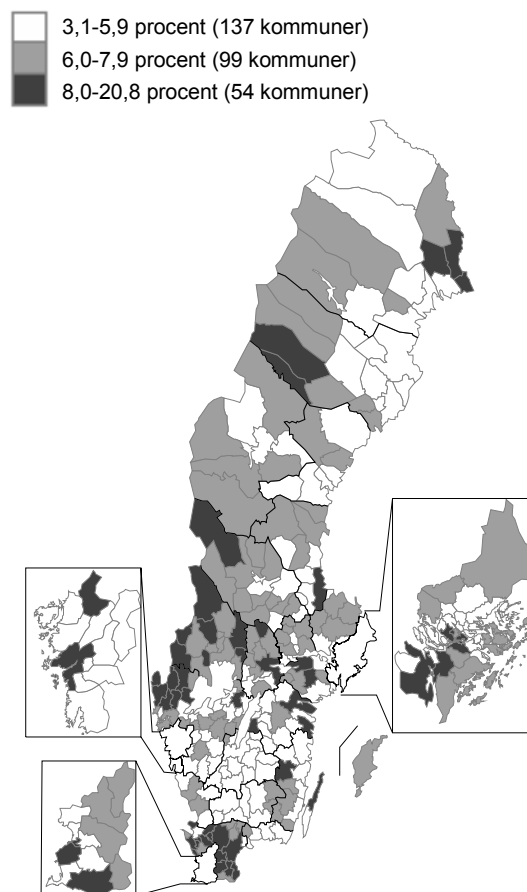 3,1-5,9 procent (137 kommuner)
6,0-7,9 procent (99 kommuner)
8,0-20,8 procent (54 kommuner)